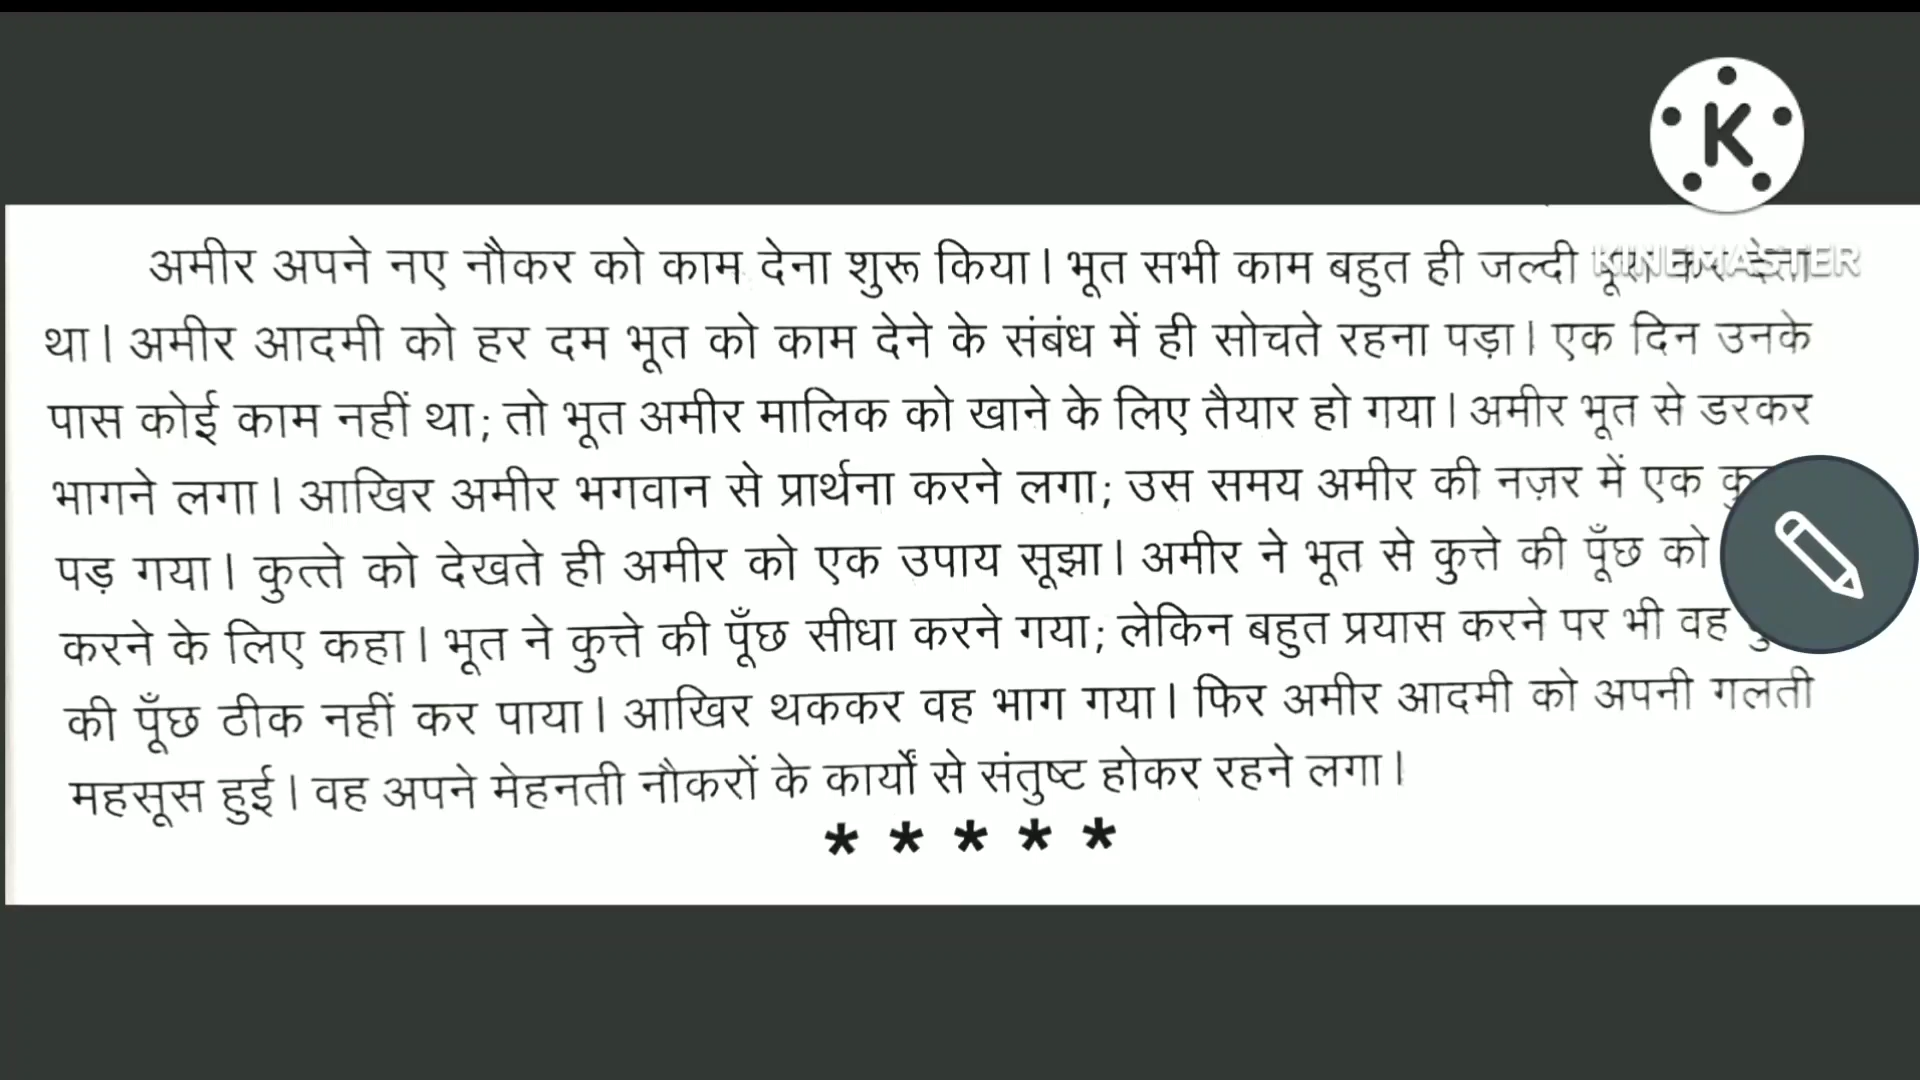 K
KINEMASTER
अमीर अपने नए नौकर को काम देना शुरू किया। भूत सभी काम बहुत ही जल्दी
था। अमीर आदमी को हर दम भूत को काम देने के संबंध में ही सोचते रहना पड़ा। एक दिन उनके
पास कोई काम नहीं था; तो भूत अमीर मालिक को खाने के लिए तैयार हो गया। अमीर भूत से डरकर
भागने लगा। आखिर अमीर भगवान से प्रार्थना करने लगा; उस समय अमीर की नज़र में एक
पड़ गया। कुत्ते को देखते ही अमीर को एक उपाय सूझा। अमीर ने भूत से कुत्ते की पूँछ को
करने के लिए कहा। भूत ने कुत्ते की पूँछ सीधा करने गया; लेकिन बहुत प्रयास करने पर भी वह
की पूँछ ठीक नहीं कर पाया। आखिर थककर वह भाग गया। फिर अमीर आदमी को अपनी गलती
महसूस हुई। वह अपने मेहनती नौकरों के कार्यों से संतुष्ट होकर रहने लगा।
* * * * *